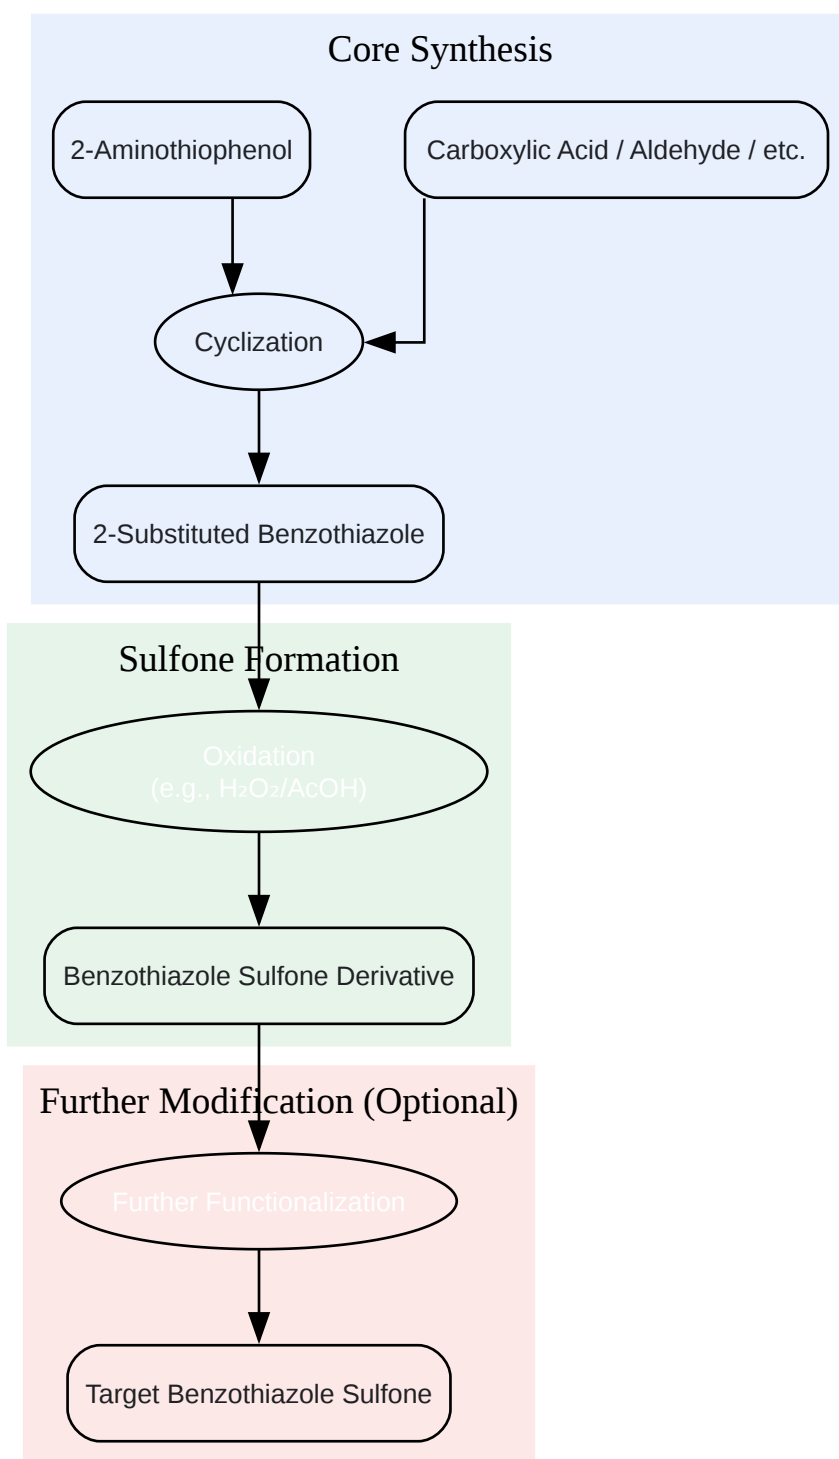 Core Synthesis
2-Aminothiophenol
Carboxylic Acid / Aldehyde / etc.
Cyclization
2-Substituted Benzothiazole
Sulfone Formation
Oxidation
(e.g., H₂O₂/AcOH)
Benzothiazole Sulfone Derivative
Further Modification (Optional)
Further Functionalization
Target Benzothiazole Sulfone